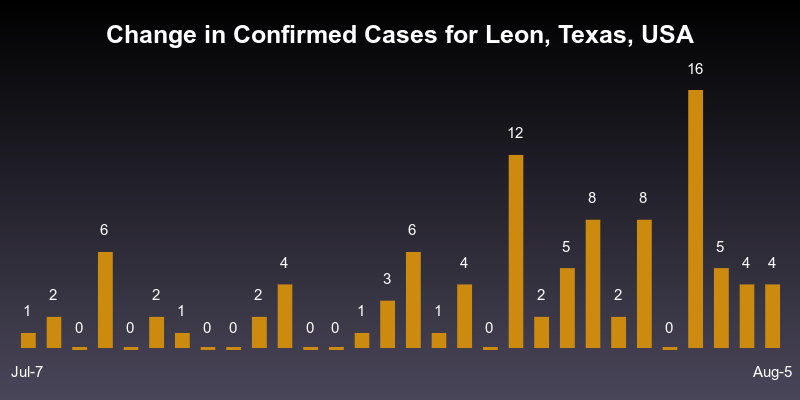 Change in Confirmed Cases for Leon, Texas, USA
1 2 0 6 0 2 1 0 0 2 4 0 0 1 3 6 1 4 0 12 2 5 8 2 8 0 16 5 4 4
Jul-7 Aug-5